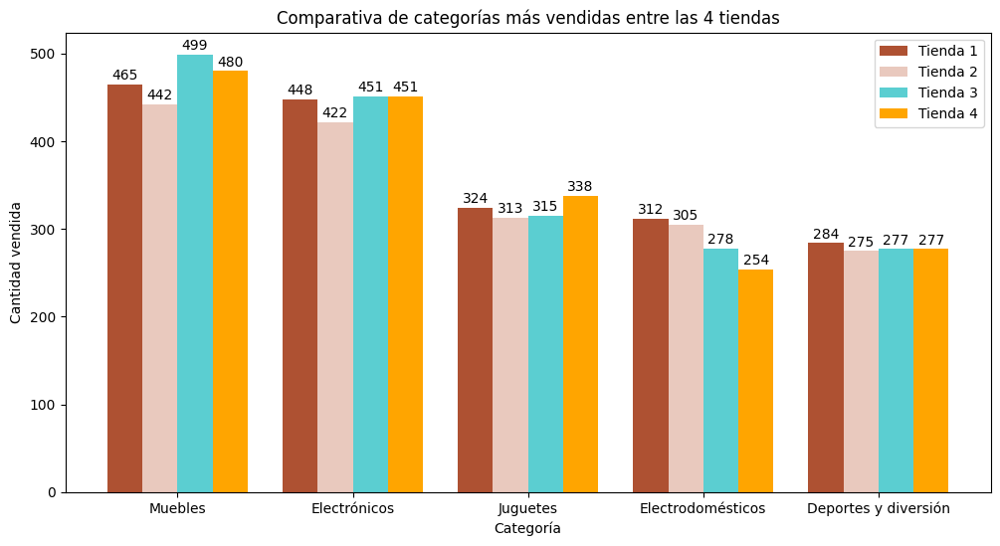 Comparativa de categorías más vendidas entre las 4 tiendas
Tienda 1
Tienda 2
Tienda 3
Tienda 4
Cantidad vendida
500
400
300
200
100
0
465
442
499
480
448
422
451
451
324
313
315
338
312
305
278
254
284
275
277
277
Muebles
Electrónicos
Juguetes
Electrodomésticos
Deportes y diversión
Categoría